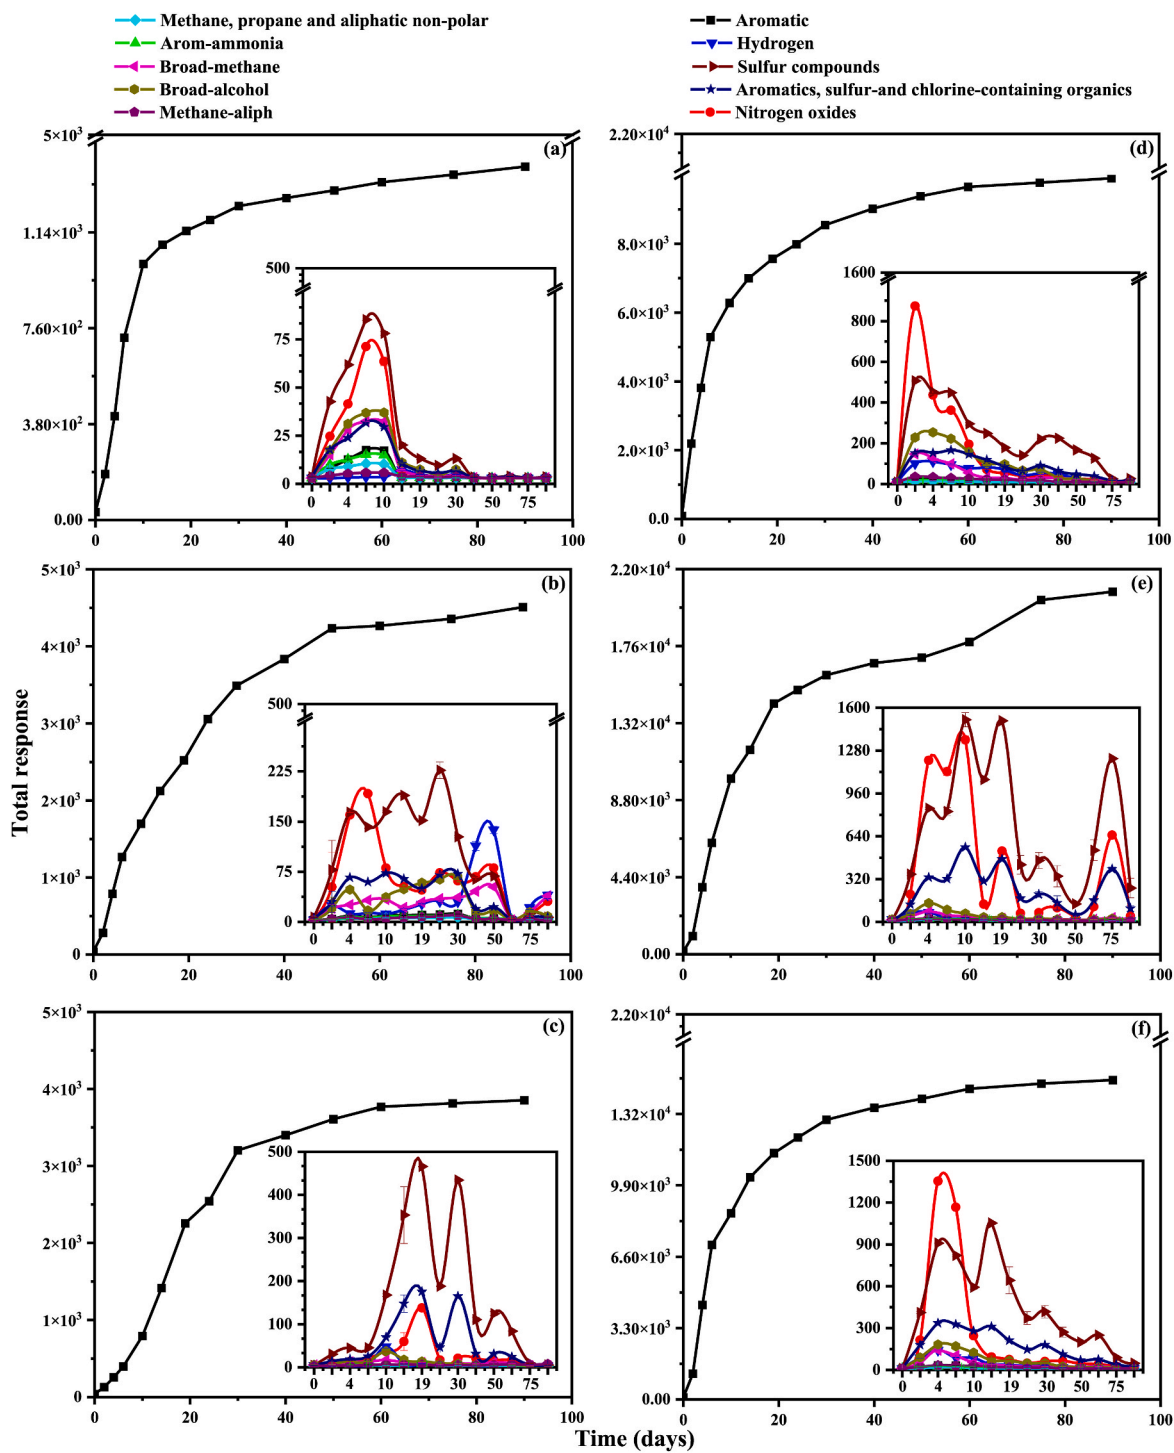 Methane, propane and aliphatic non-polar
Arom-ammonia
Broad-methane
Broad-alcohol
Methane-aliph
Aromatic
Hydrogen
Sulfur compounds
Aromatics, sulfur-and chlorine-containing organics
Nitrogen oxides
Total response
(a)
5×10³
1.14×10³
7.60×10²
3.80×10²
0.00
0 20 40 60 80 100
500
75
50
25
0
0 4 10 19 30 50 75
(d)
2.20×10⁴
8.0×10³
6.0×10³
4.0×10³
2.0×10³
0.0
0 20 40 60 80 100
1600
800
600
400
200
0
0 4 10 19 30 50 75
(b)
5×10³
4×10³
3×10³
2×10³
1×10³
0.00
0 20 40 60 80 100
500
225
150
75
0
0 4 10 19 30 50 75
(e)
2.20×10⁴
1.76×10⁴
1.32×10⁴
8.80×10³
4.40×10³
0.00
0 20 40 60 80 100
1600
1280
960
640
320
0
0 4 10 19 30 50 75
(c)
5×10³
4×10³
3×10³
2×10³
1×10³
0
0 20 40 60 80 100
500
400
300
200
100
0
0 4 10 19 30 50 75
(f)
2.20×10⁴
1.32×10⁴
9.90×10³
6.60×10³
3.30×10³
0.00
0 20 40 60 80 100
1500
1200
900
600
300
0
0 4 10 19 30 50 75
Time (days)